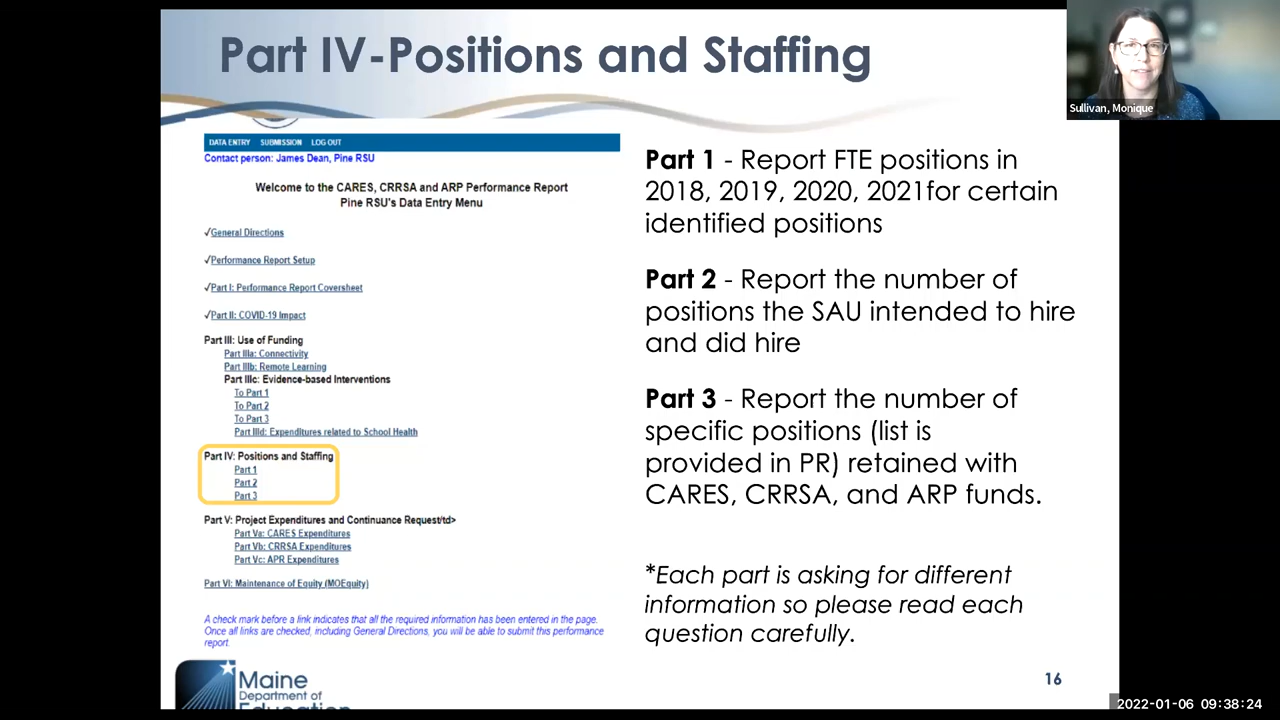 Part IV-Positions and Staffing
Sullivan, Monique
DATA ENTRY SUBMISSION LOG OUT
Contact person: James Dean, Pine RSU
Welcome to the CARES, CRRSA and ARP Performance Report
Pine RSU's Data Entry Menu
√General Directions
√Performance Report Setup
√Part I: Performance Report Coversheet
√Part II: COVID-19 Impact
Part III: Use of Funding
Part IIIa: Connectivity
Part IIIb: Remote Learning
Part IIIc: Evidence-based Interventions
To Part 1
To Part 2
To Part 3
Part IIId: Expenditures related to School Health
Part IV: Positions and Staffing
Part 1
Part 2
Part 3
Part V: Project Expenditures and Continuance Request/td>
Part Va: CARES Expenditures
Part Vb: CRRSA Expenditures
Part Vc: APR Expenditures
Part VI: Maintenance of Equity (MOEquity)
A check mark before a link indicates that all the required information has been entered in the page.
Once all links are checked, including General Directions, you will be able to submit this performance
report.
Part 1 - Report FTE positions in
2018, 2019, 2020, 2021for certain
identified positions
Part 2 - Report the number of
positions the SAU intended to hire
and did hire
Part 3 - Report the number of
specific positions (list is
provided in PR) retained with
CARES, CRRSA, and ARP funds.
*Each part is asking for different
information so please read each
question carefully.
Maine
Department of
Education
16
2022-01-06 09:38:24